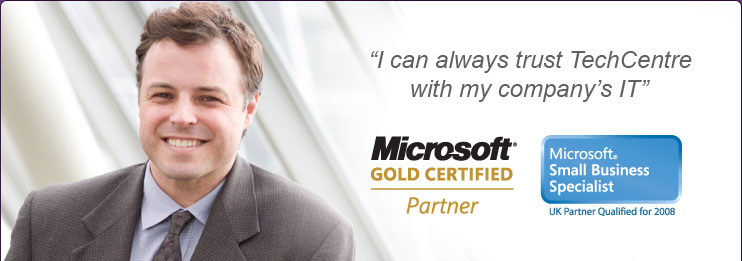 “I can always trust TechCentre
with my company’s IT”
Microsoft®
GOLD CERTIFIED
Partner
Microsoft®
Small Business
Specialist
UK Partner Qualified for 2008